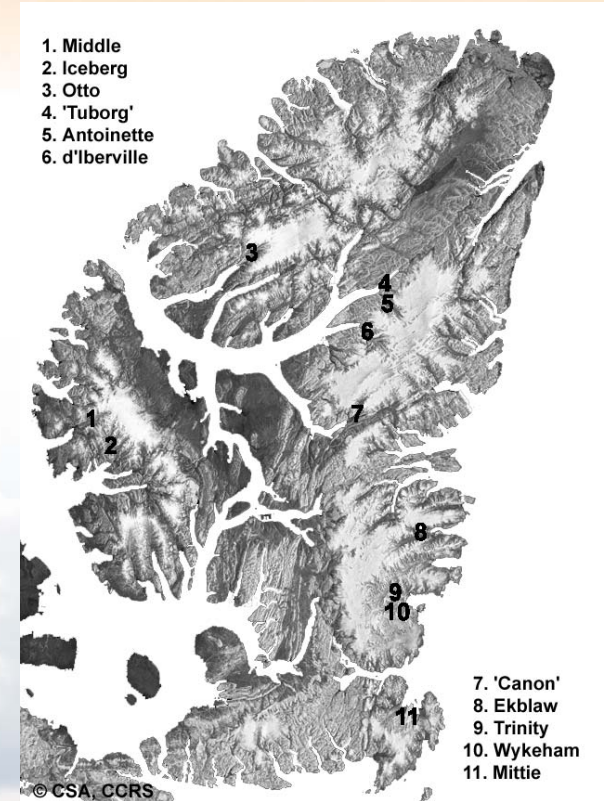 1. Middle
2. Iceberg
3. Otto
4. 'Tuborg'
5. Antoinette
6. d'Iberville
3
4
5
6
7
1
2
8
9
10
11
7. 'Canon'
8. Ekblaw
9. Trinity
10. Wykeham
11. Mittie
© CSA, CCRS